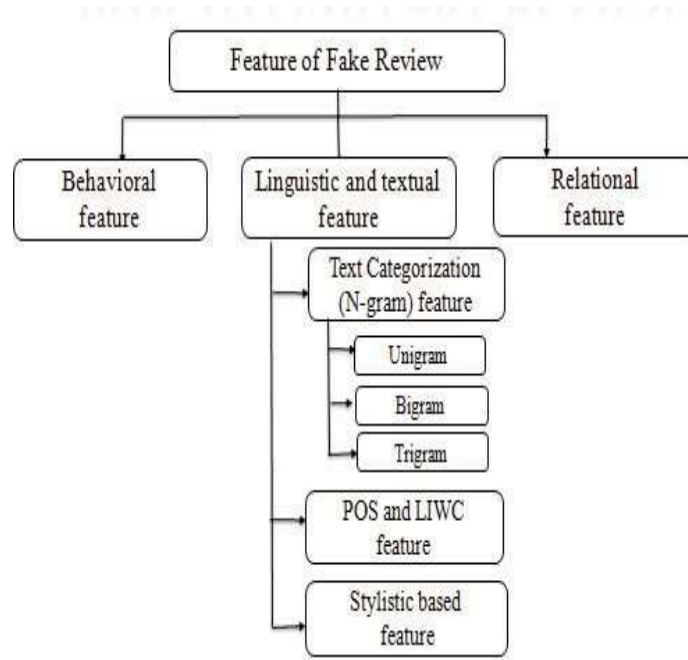 Feature of Fake Review
Behavioral
feature
Linguistic and textual
feature
Relational
feature
Text Categorization
(N-gram) feature
Unigram
Bigram
Trigram
POS and LIWC
feature
Stylistic based
feature